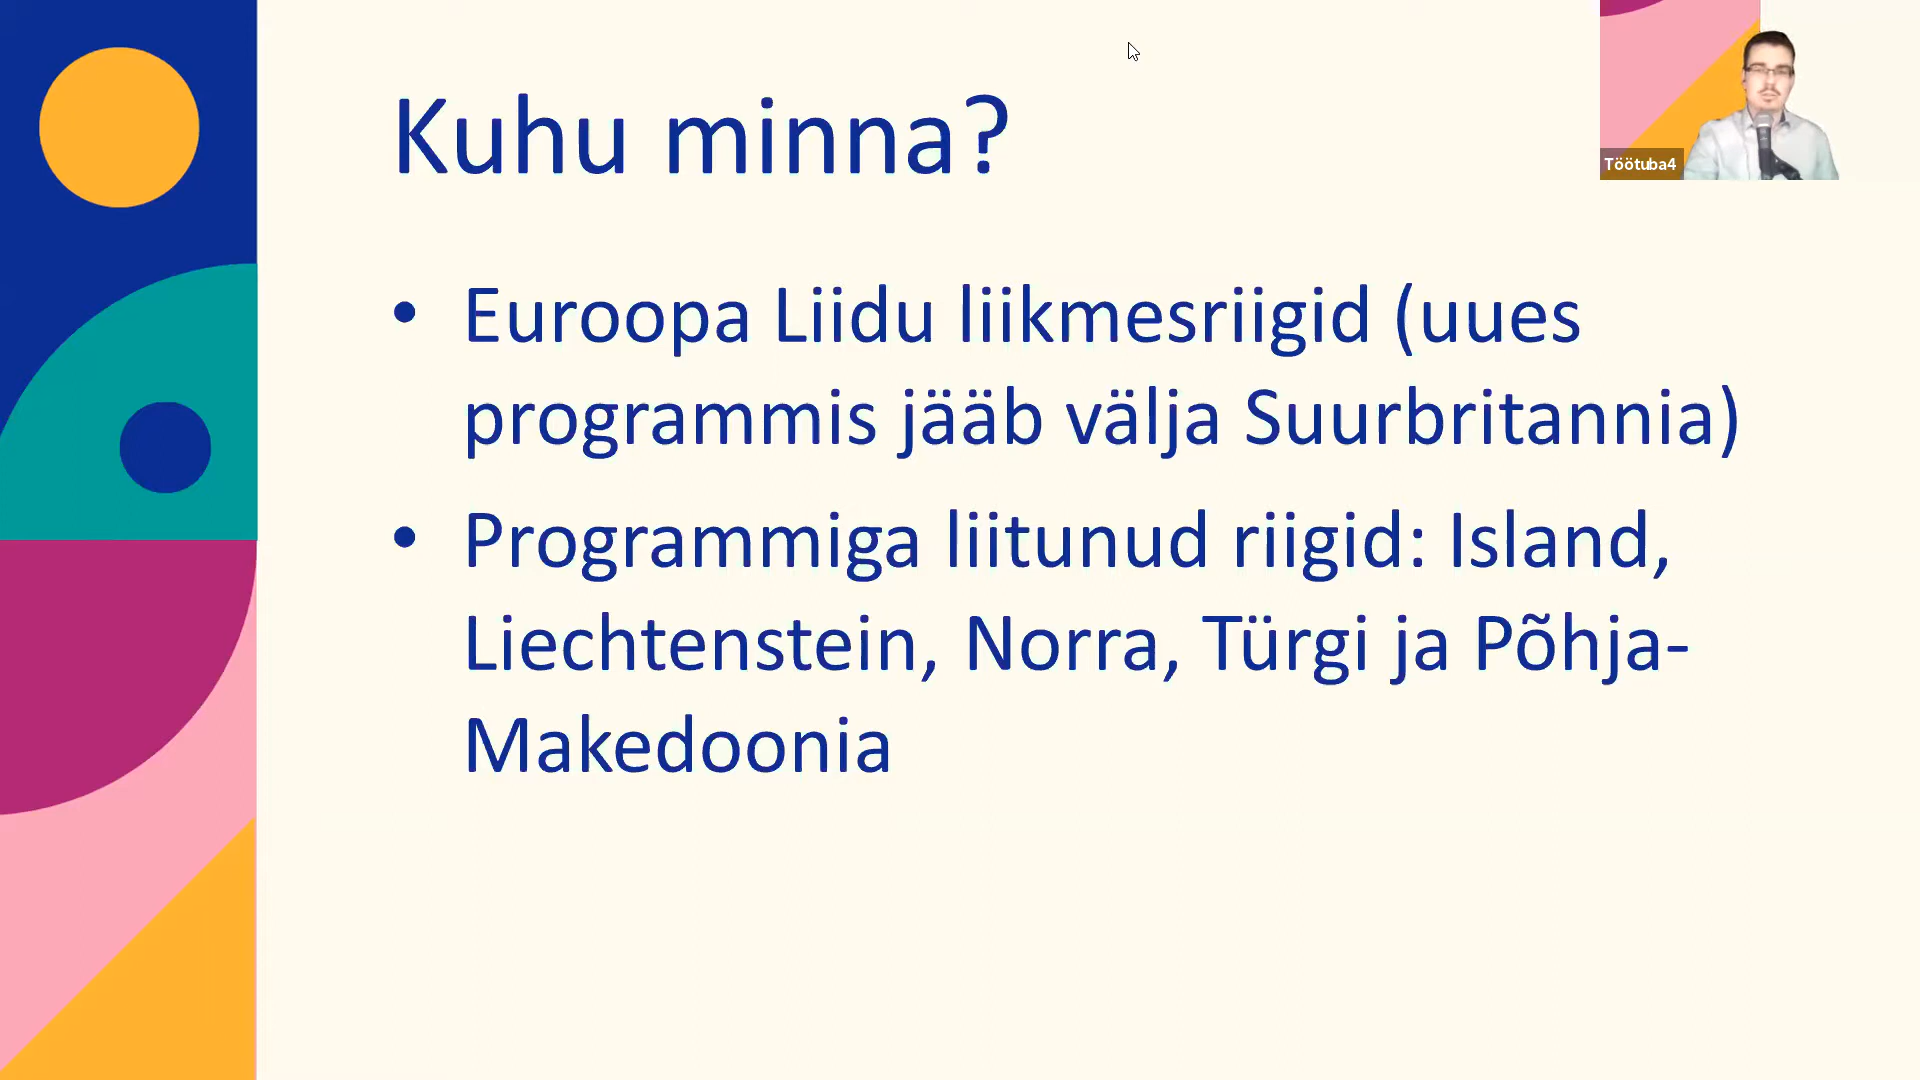 Kuhu minna?
Töötuba4
• Euroopa Liidu liikmesriigid (uues
programmis jääb välja Suurbritannia)
• Programmiga liitunud riigid: Island,
Liechtenstein, Norra, Türgi ja Põhja-
Makedoonia